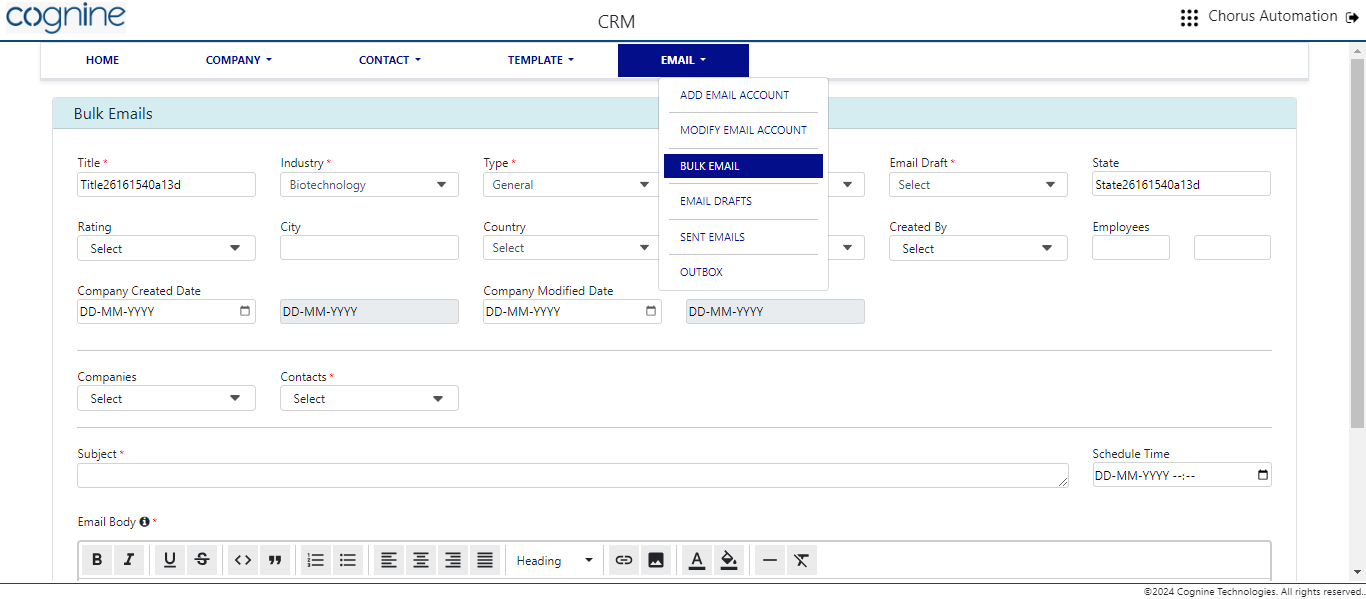 cognine
CRM
Chorus Automation
HOME
COMPANY
CONTACT
TEMPLATE
EMAIL
ADD EMAIL ACCOUNT
MODIFY EMAIL ACCOUNT
BULK EMAIL
EMAIL DRAFTS
SENT EMAILS
OUTBOX
Bulk Emails
Title *
Industry *
Type *
Email Draft *
State
Title26161540a13d
Biotechnology
General
Select
State26161540a13d
Rating
City
Country
Created By
Employees
Select
Select
Select
Company Created Date
Company Modified Date
DD-MM-YYYY
DD-MM-YYYY
DD-MM-YYYY
DD-MM-YYYY
Companies
Contacts *
Select
Select
Subject *
Schedule Time
DD-MM-YYYY --:--
Email Body *
Heading
©2024 Cognine Technologies. All rights reserved..